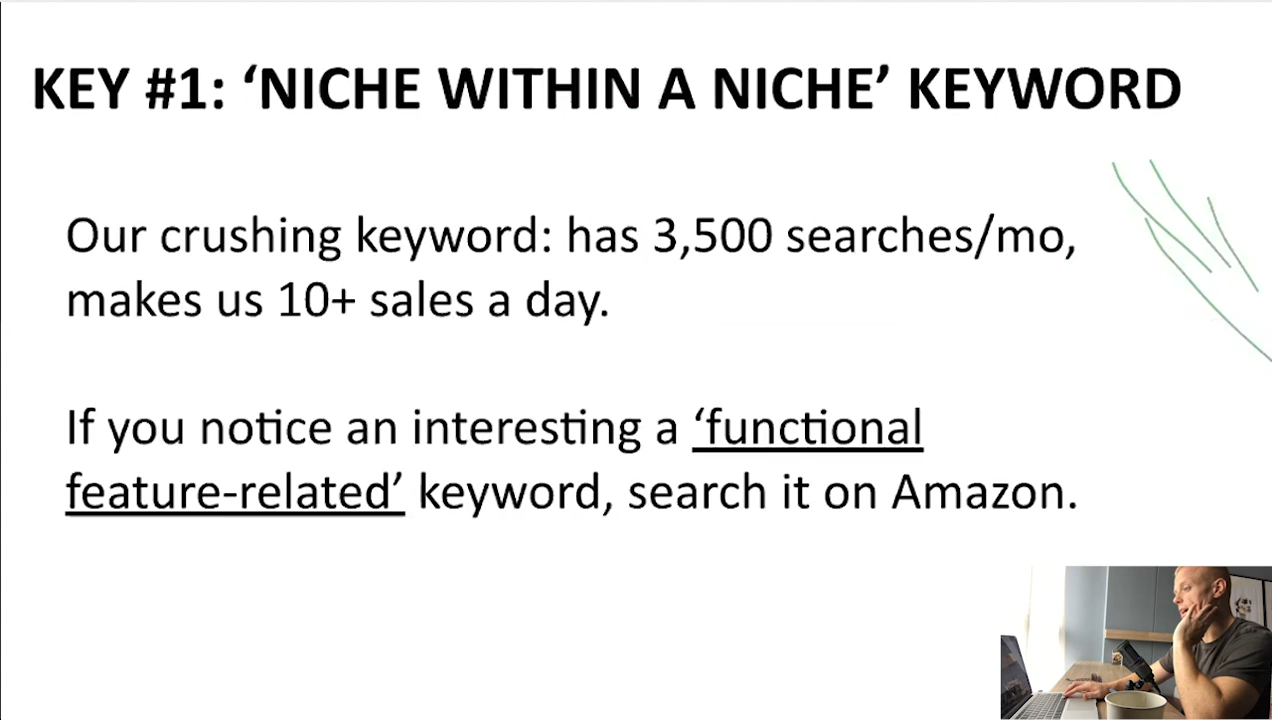 KEY #1: ‘NICHE WITHIN A NICHE’ KEYWORD
Our crushing keyword: has 3,500 searches/mo,
makes us 10+ sales a day.
If you notice an interesting a ‘functional
feature-related’ keyword, search it on Amazon.